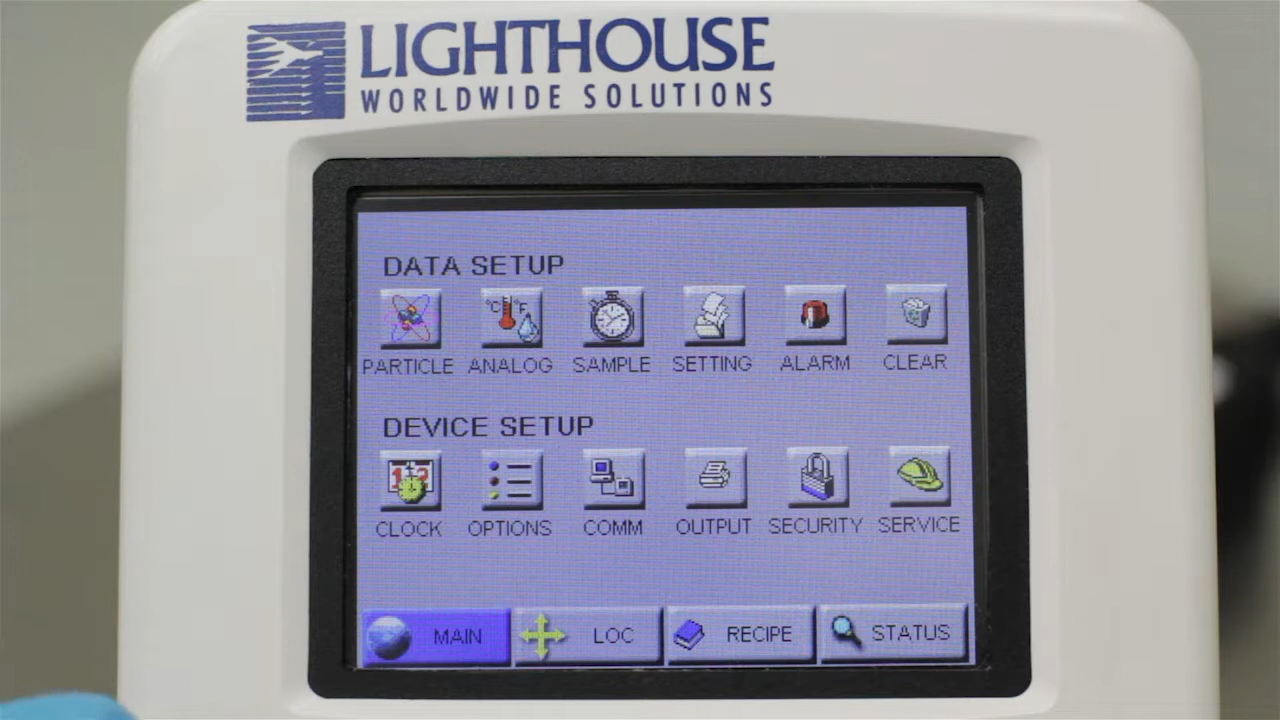 LIGHTHOUSE
WORLDWIDE SOLUTIONS
DATA SETUP
°C °F
PARTICLE ANALOG SAMPLE SETTING ALARM CLEAR
DEVICE SETUP
12
CLOCK OPTIONS COMM OUTPUT SECURITY SERVICE
MAIN LOC RECIPE STATUS